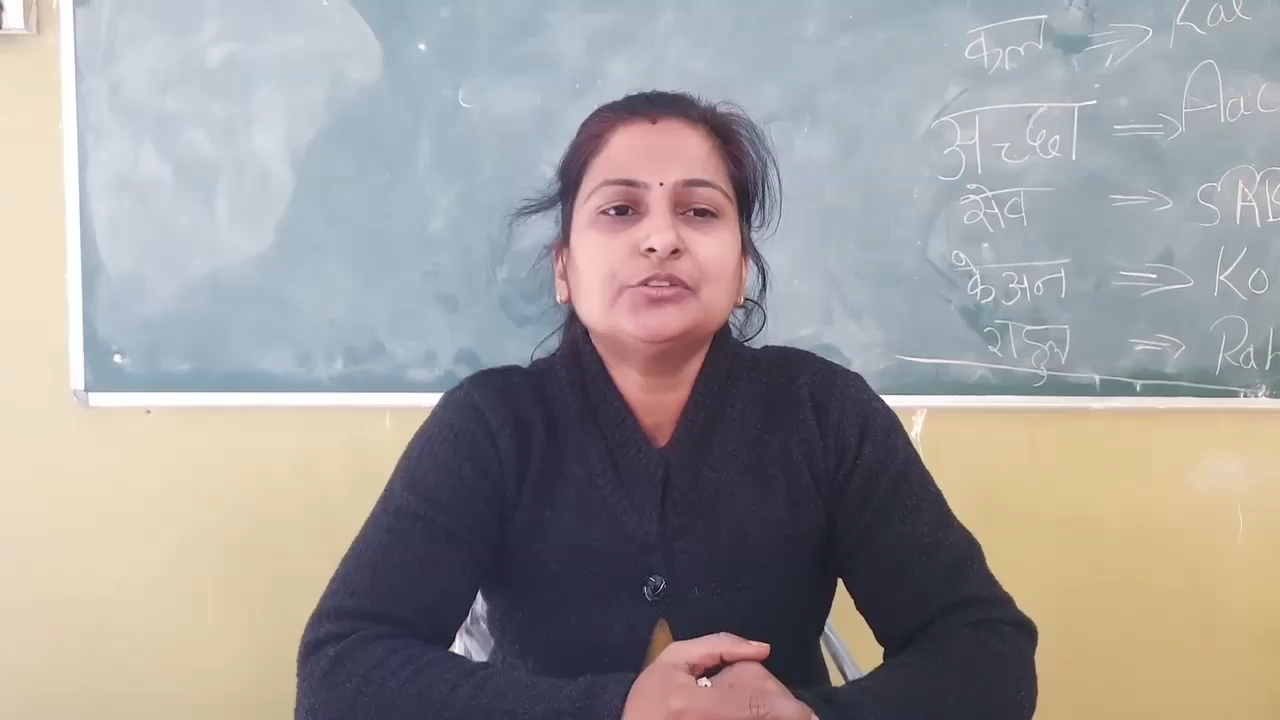 कल => Kal
अच्छा => Aac
सेव => SAB
केअन => Ko
राहुल => Rah